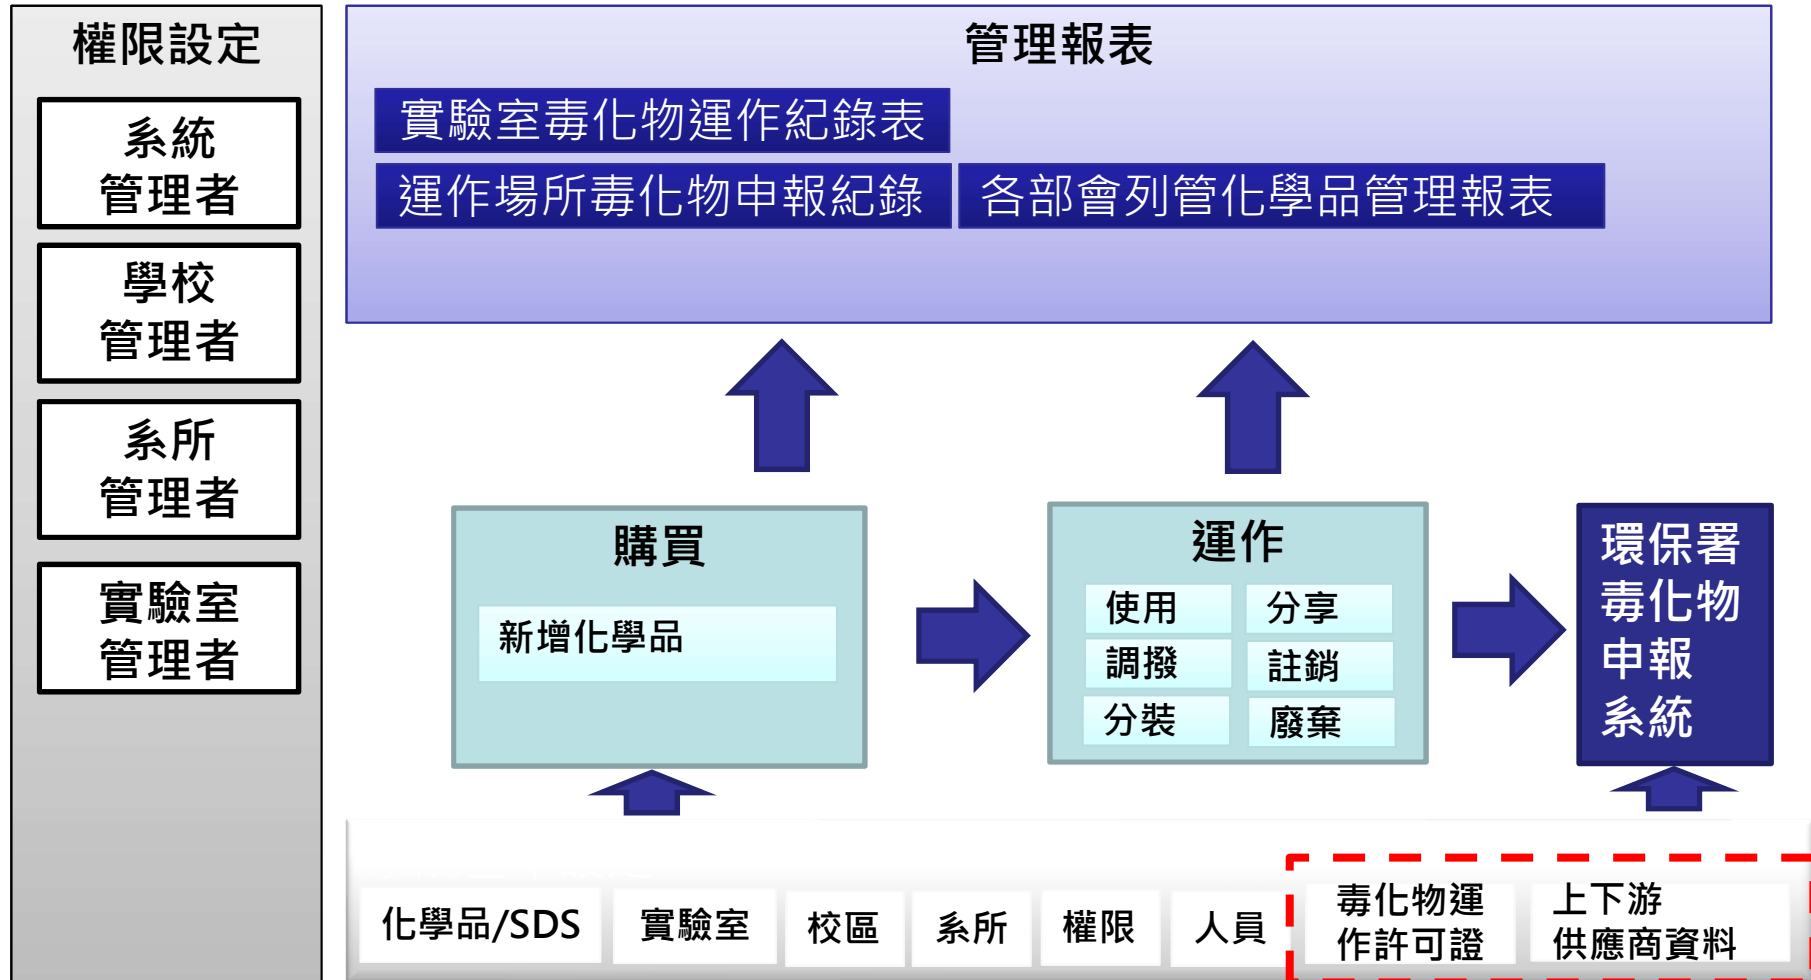 權限設定
系統
管理者
學校
管理者
系所
管理者
實驗室
管理者
管理報表
實驗室毒化物運作紀錄表
運作場所毒化物申報紀錄
各部會列管化學品管理報表
購買
新增化學品
運作
使用
分享
調撥
註銷
分裝
廢棄
環保署
毒化物
申報
系統
化學品/SDS
實驗室
校區
系所
權限
人員
毒化物運
作許可證
上下游
供應商資料